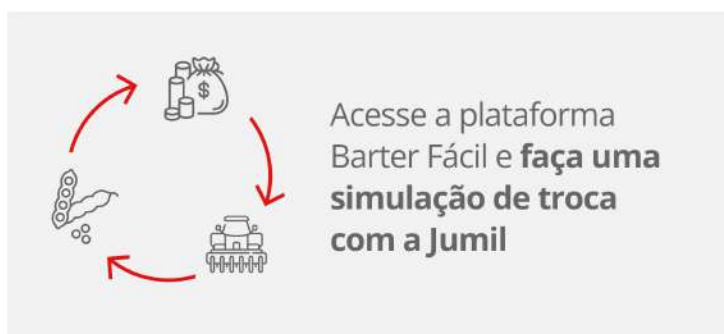 $
Acesse a plataforma
Barter Fácil e faça uma
simulação de troca
com a Jumil